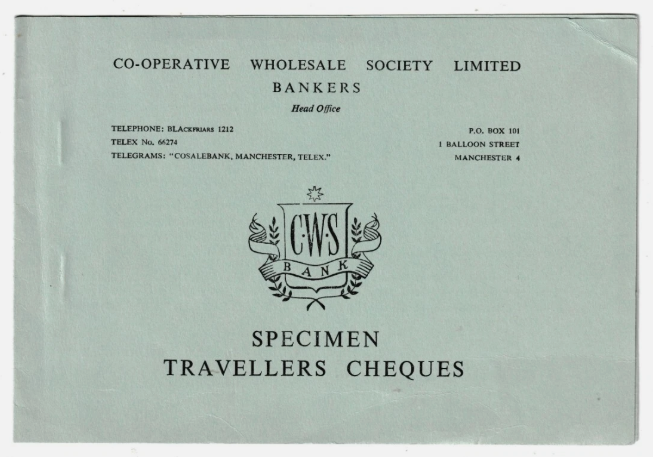 CO-OPERATIVE WHOLESALE SOCIETY LIMITED
BANKERS
Head Office
TELEPHONE: BLACKFRIARS 1212
TELEX No. 66274
TELEGRAMS: "COSALEBANK, MANCHESTER, TELEX."
P.O. BOX 101
1 BALLOON STREET
MANCHESTER 4
C·W·S
BANK
SPECIMEN
TRAVELLERS CHEQUES